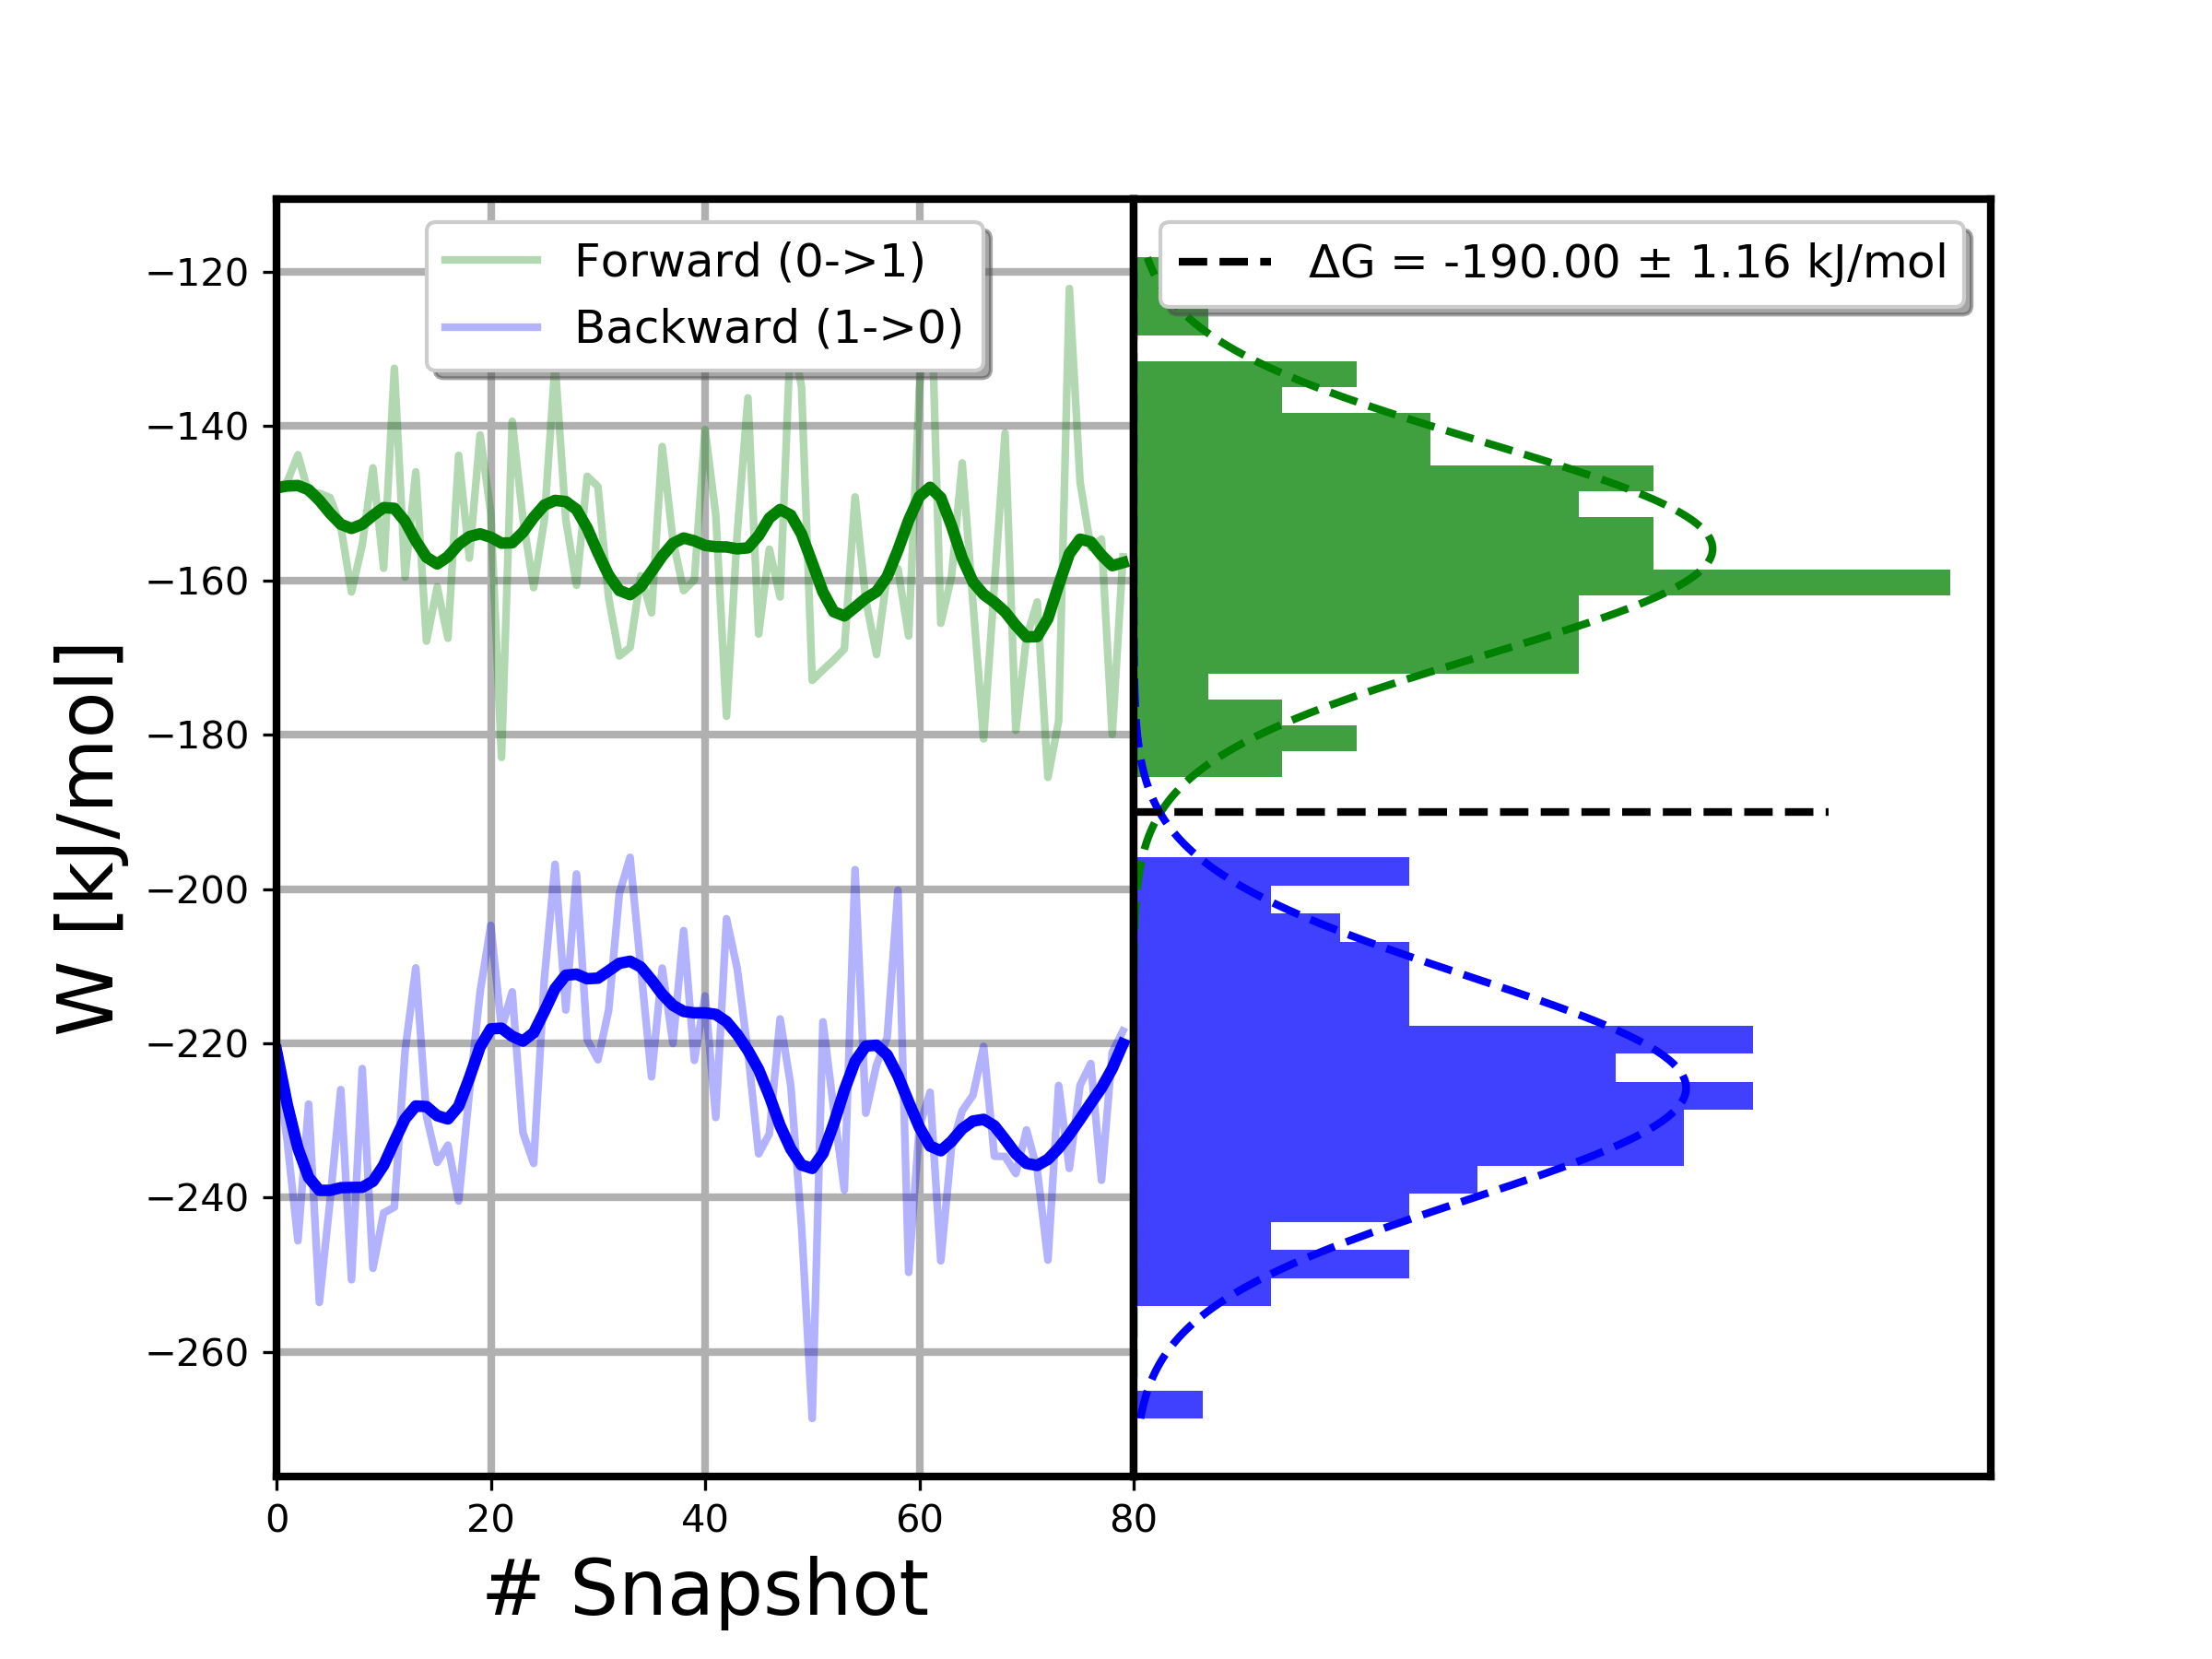 Forward (0->1)
Backward (1->0)
ΔG = -190.00 ± 1.16 kJ/mol
−120
−140
−160
−180
−200
−220
−240
−260
W [kJ/mol]
0 20 40 60 80
# Snapshot